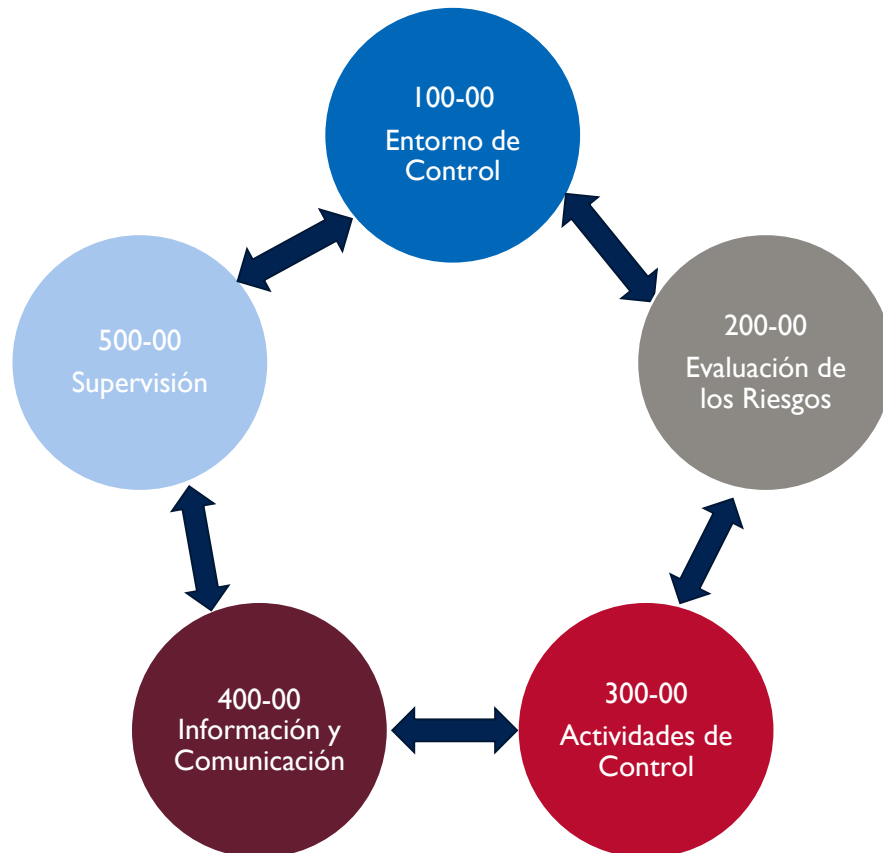 100-00
Entorno de
Control
200-00
Evaluación de
los Riesgos
300-00
Actividades de
Control
400-00
Información y
Comunicación
500-00
Supervisión